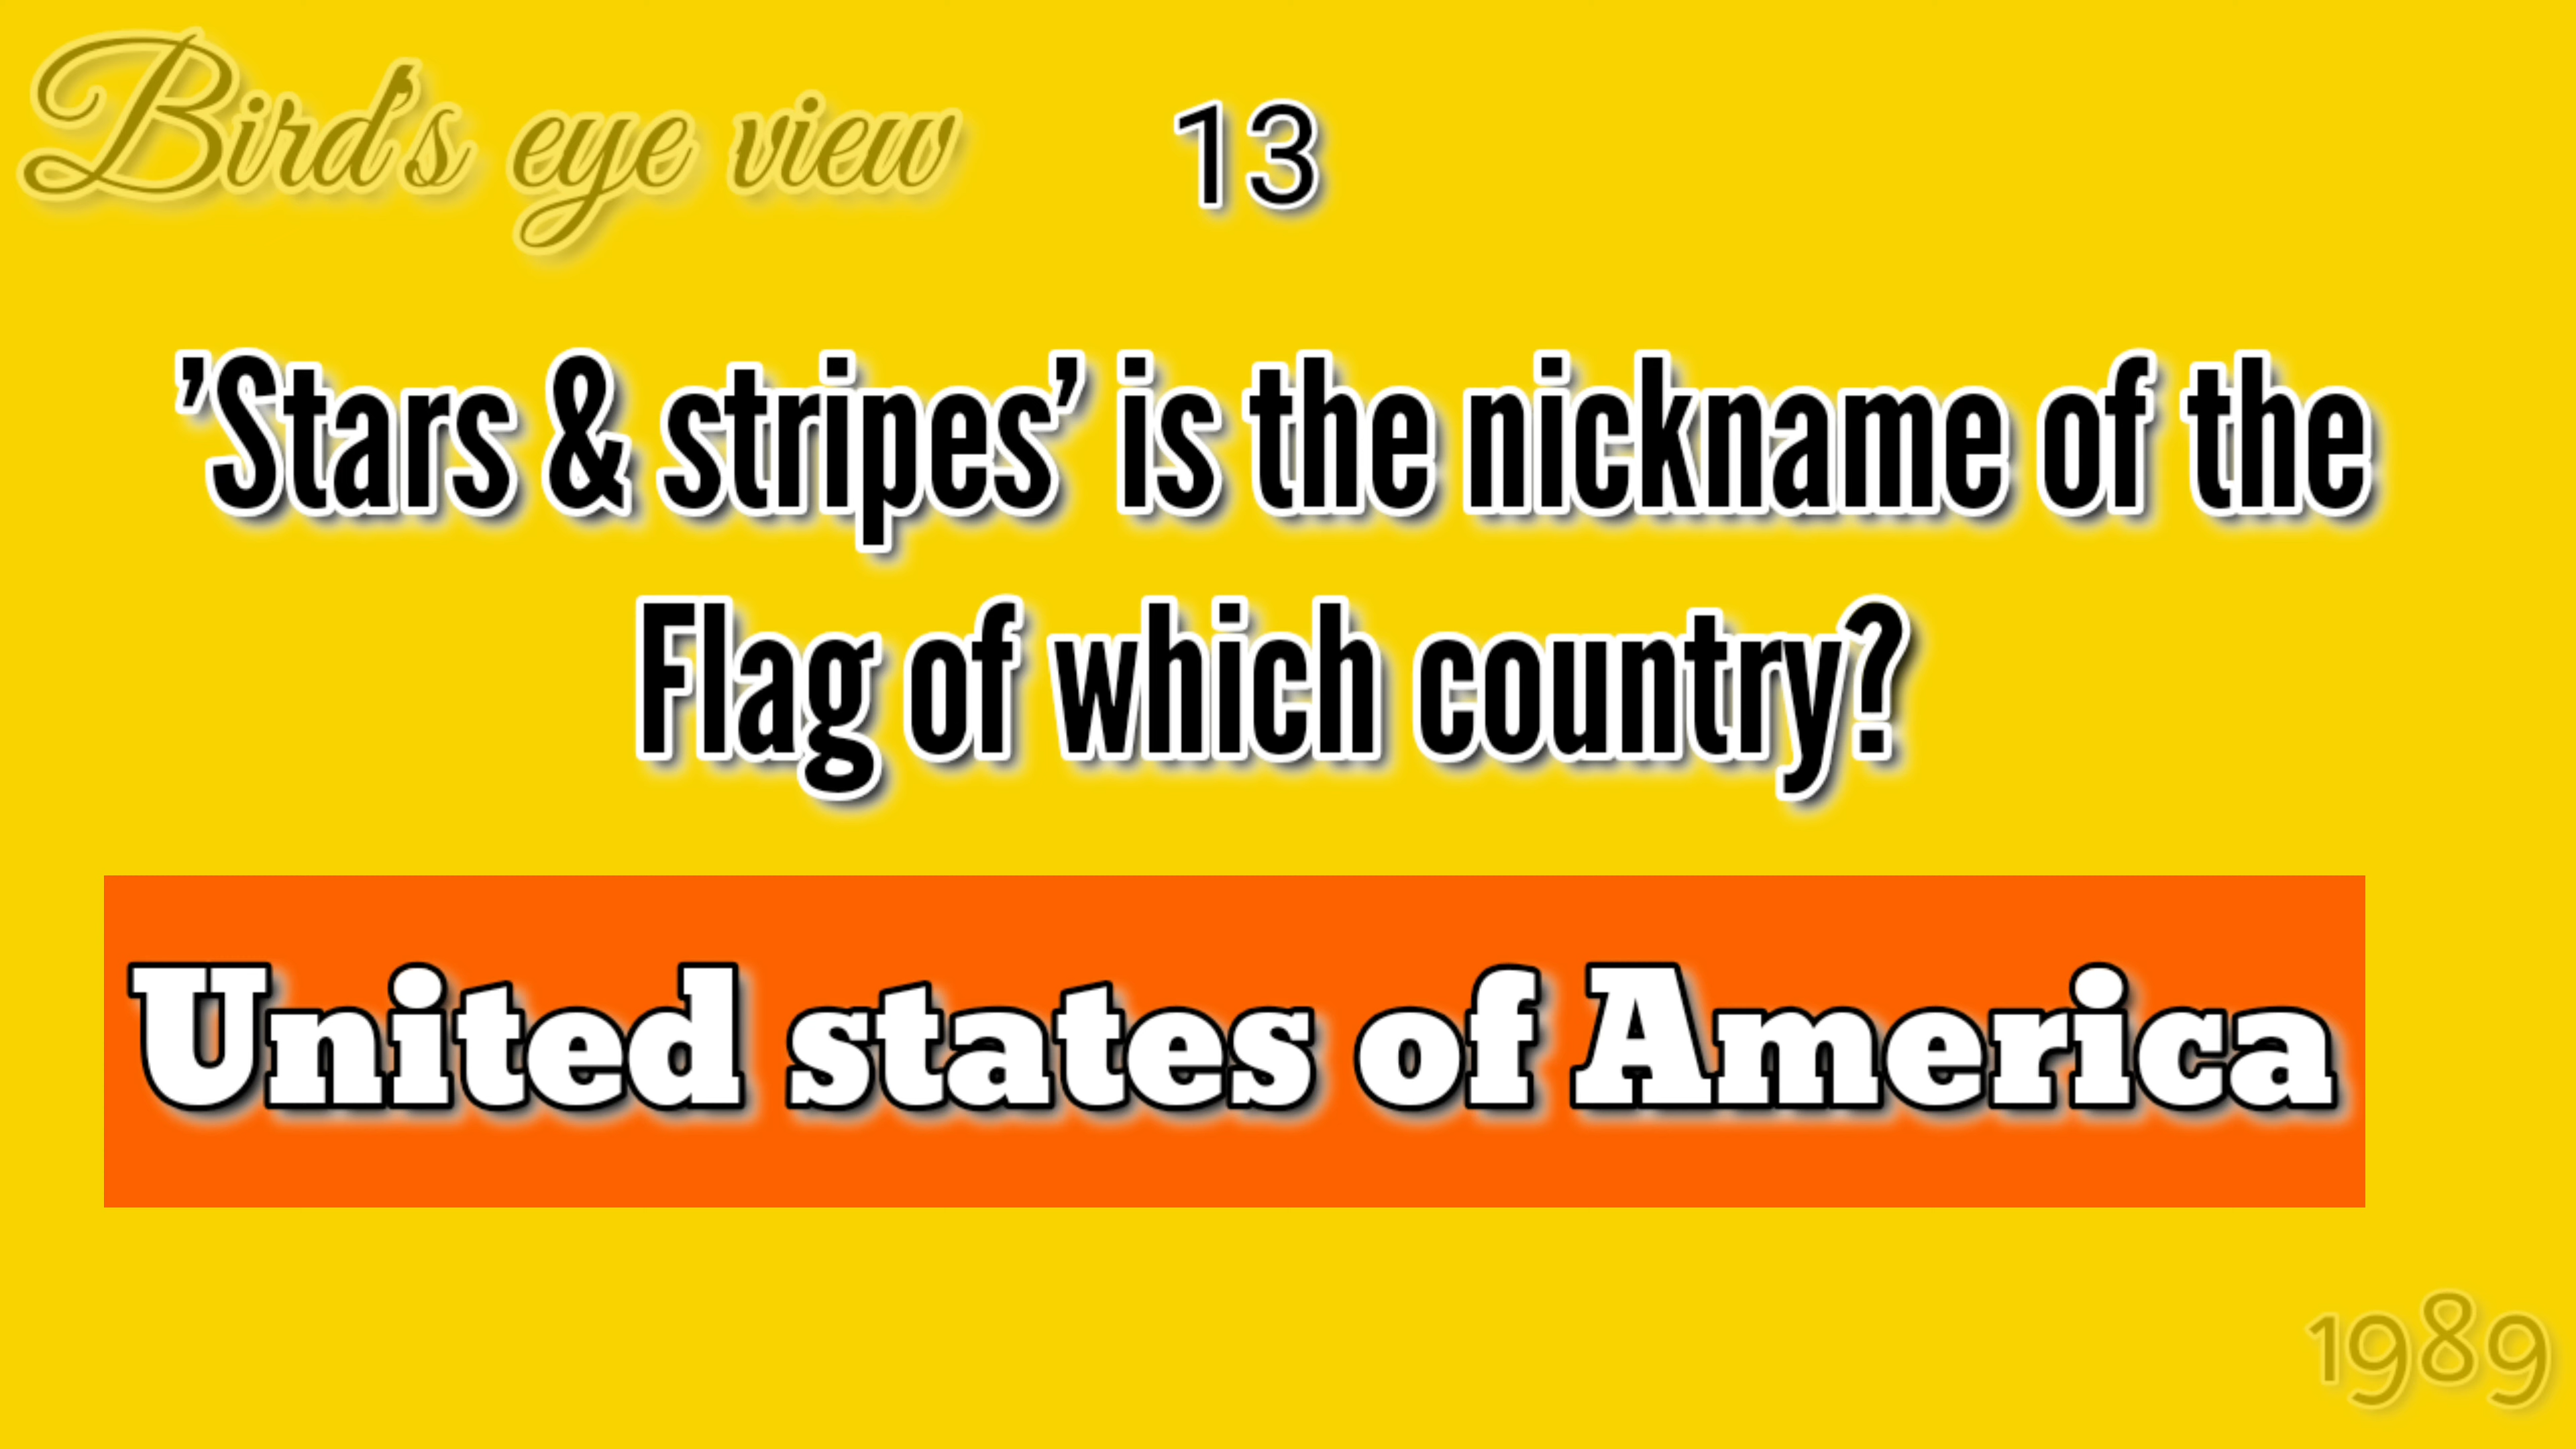 Bird's eye view
13
’Stars & stripes’ is the nickname of the
Flag of which country?
United states of America
1989